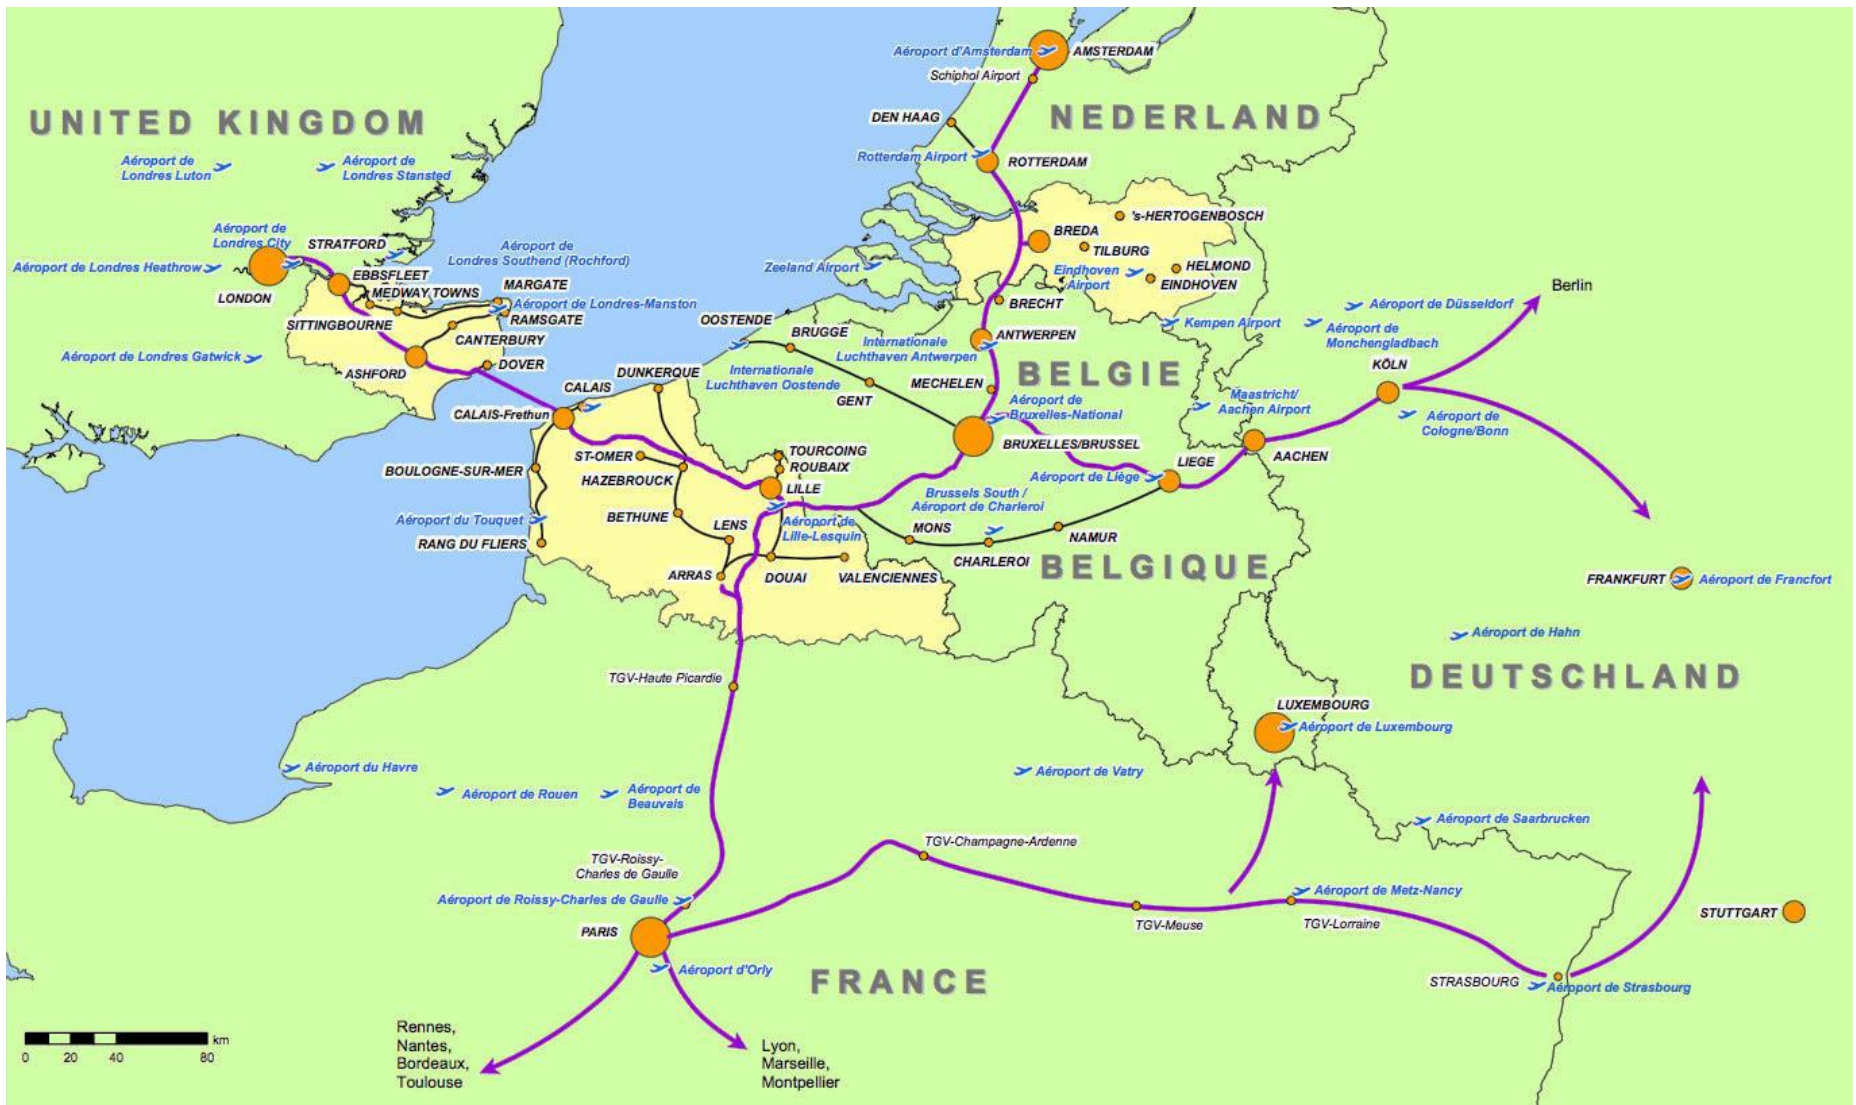 Aéroport d'Amsterdam
AMSTERDAM
Schiphol Airport
UNITED KINGDOM
NEDERLAND
DEN HAAG
Aéroport de
Londres Luton
Aéroport de
Londres Stansted
Rotterdam Airport
ROTTERDAM
's-HERTOGENBOSCH
Aéroport de
Londres City
STRATFORD
Aéroport de
Londres Southend (Rochford)
BREDA
TILBURG
Aéroport de Londres Heathrow
EBBSFLEET
Zeeland Airport
Eindhoven
Airport
HELMOND
EINDHOVEN
LONDON
MEDWAY TOWNS
MARGATE
Aéroport de Londres-Manston
RAMSGATE
BRECHT
Berlin
Aéroport de Düsseldorf
SITTINGBOURNE
CANTERBURY
OOSTENDE
BRUGGE
Internationale
Luchthaven Antwerpen
ANTWERPEN
Kempen Airport
Aéroport de
Monchengladbach
Aéroport de Londres Gatwick
ASHFORD
DOVER
DUNKERQUE
Internationale
Luchthaven Oostende
BELGIE
KÖLN
CALAIS
GENT
MECHELEN
Aéroport de
Bruxelles-National
Maastricht/
Aachen Airport
Aéroport de
Cologne/Bonn
CALAIS-Frethun
BRUXELLES/BRUSSEL
TOURCOING
ROUBAIX
ST-OMER
AACHEN
LIEGE
BOULOGNE-SUR-MER
HAZEBROUCK
LILLE
Aéroport de Liège
Brussels South /
Aéroport de Charleroi
Aéroport du Touquet
BETHUNE
LENS
Aéroport de
Lille-Lesquin
MONS
NAMUR
RANG DU FLIERS
CHARLEROI
BELGIQUE
ARRAS
DOUAI
VALENCIENNES
FRANKFURT
Aéroport de Francfort
Aéroport de Hahn
DEUTSCHLAND
TGV-Haute Picardie
LUXEMBOURG
Aéroport de Luxembourg
Aéroport du Havre
Aéroport de Rouen
Aéroport de
Beauvais
Aéroport de Vatry
Aéroport de Saarbrucken
TGV-Champagne-Ardenne
TGV-Roissy-
Charles de Gaulle
Aéroport de Roissy-Charles de Gaulle
Aéroport de Metz-Nancy
STUTTGART
PARIS
TGV-Meuse
TGV-Lorraine
Aéroport d'Orly
FRANCE
STRASBOURG
Aéroport de Strasbourg
Rennes,
Nantes,
Bordeaux,
Toulouse
Lyon,
Marseille,
Montpellier
km
0 20 40 80